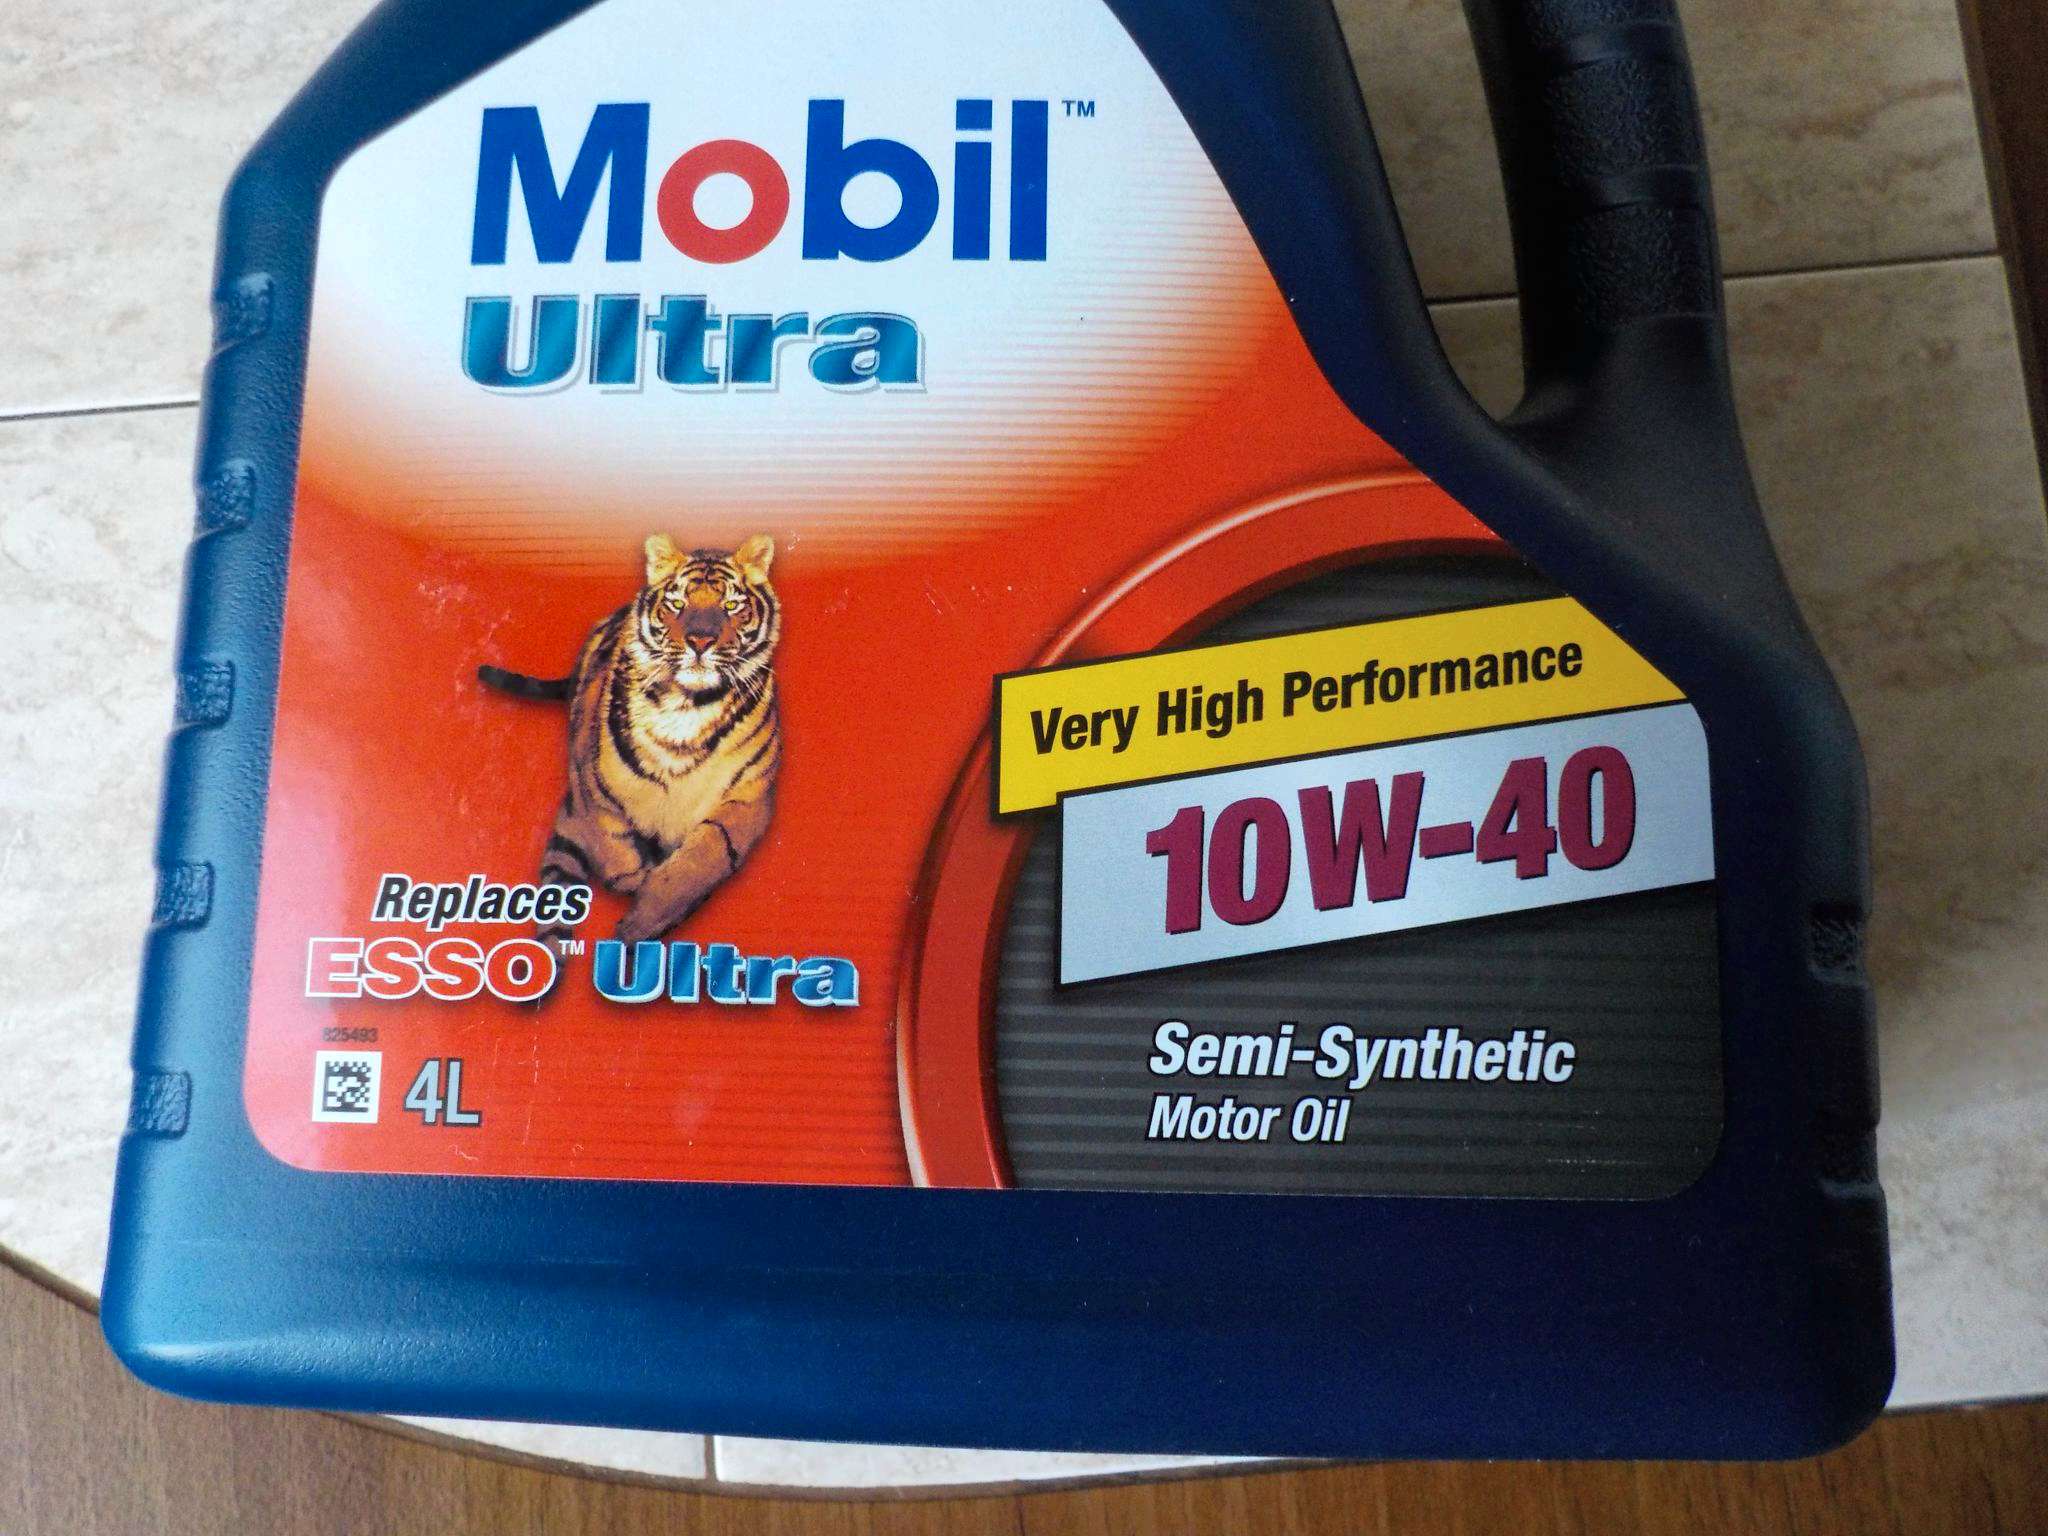 Mobil™
Ultra
Very High Performance
10W-40
Replaces
ESSO™ Ultra
825493
4L
Semi-Synthetic
Motor Oil